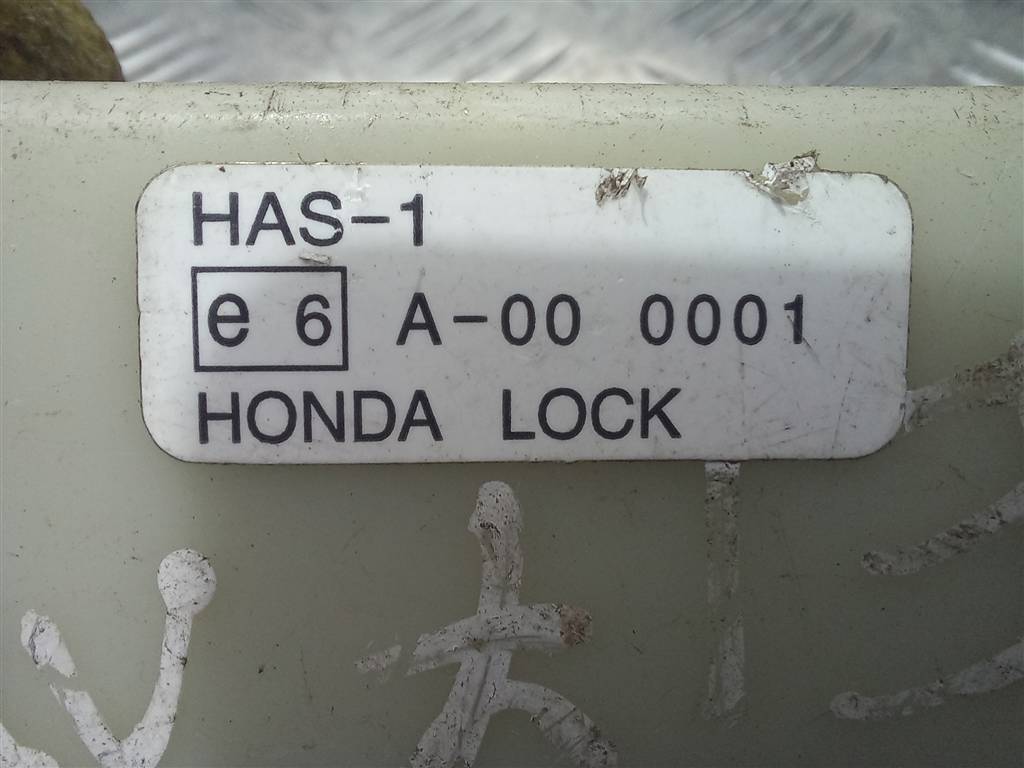 HAS-1
e 6 A-00 0001
HONDA LOCK